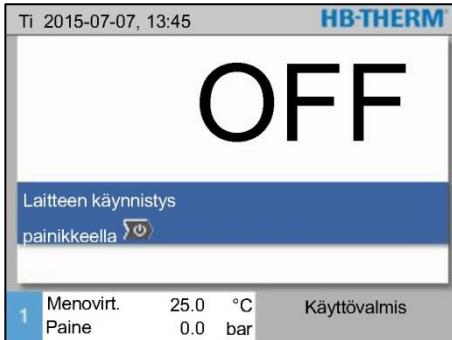 Ti 2015-07-07, 13:45 HB-THERM
OFF
Laitteen käynnistys
painikkeella
1 Menovirt. 25.0 °C Käyttövalmis
Paine 0.0 bar